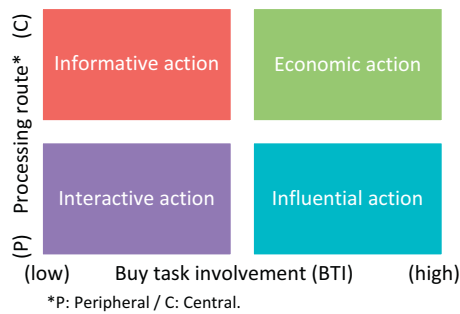 (C)
Processing route*
(P)
Informative action
Economic action
Interactive action
Influential action
(low)
Buy task involvement (BTI)
(high)
*P: Peripheral / C: Central.